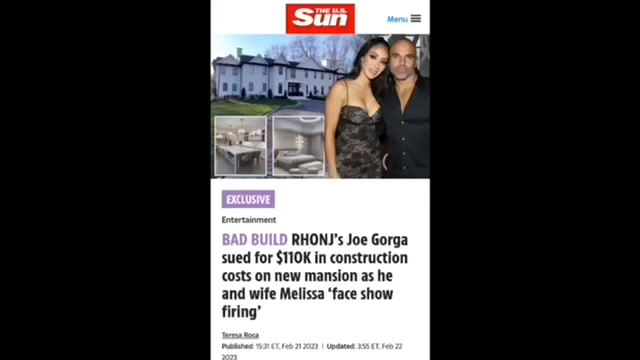 THE U.S.
Sun
Menu
EXCLUSIVE
Entertainment
BAD BUILD RHONJ's Joe Gorga
sued for $110K in construction
costs on new mansion as he
and wife Melissa ‘face show
firing’
Teresa Roca
Published: 15:31 ET, Feb 21 2023 | Updated: 3:55 ET, Feb 22
2023